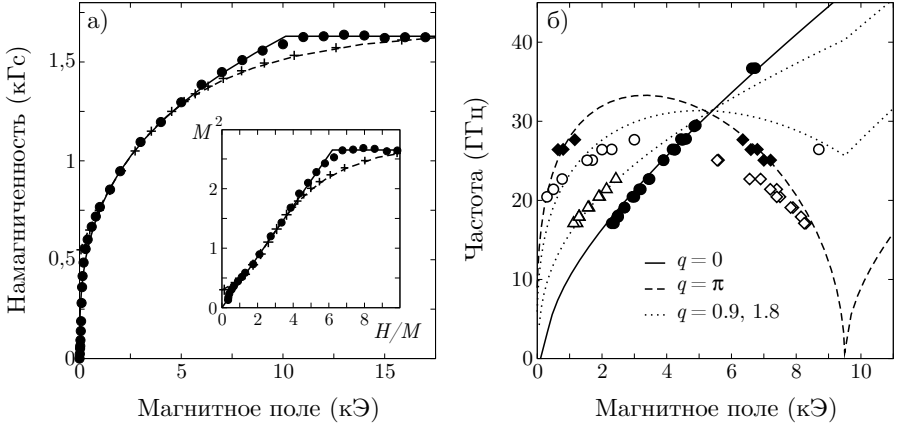 а)
Намагниченность (кГс)
1,5
1
0,5
0
0
5
10
15
Магнитное поле (кЭ)
M²
3
2
1
0
0
2
4
6
8
H/M
б)
Частота (ГГц)
40
30
20
10
0
0
2
4
6
8
10
Магнитное поле (кЭ)
q = 0
q = π
q = 0.9, 1.8